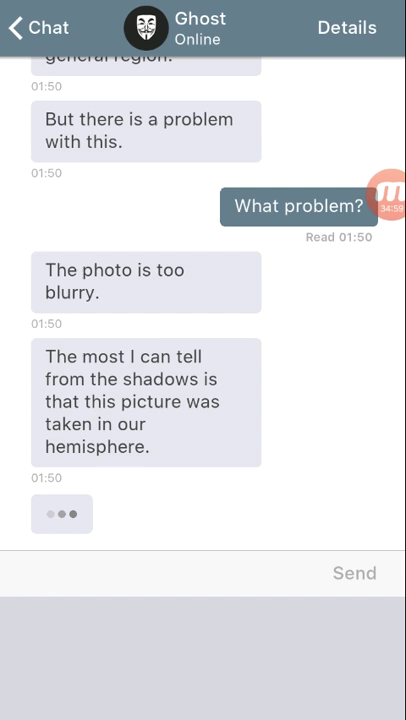 Chat
Ghost
Online
Details
general region.
01:50
But there is a problem
with this.
01:50
What problem?
34:59
Read 01:50
The photo is too
blurry.
01:50
The most I can tell
from the shadows is
that this picture was
taken in our
hemisphere.
01:50
Send